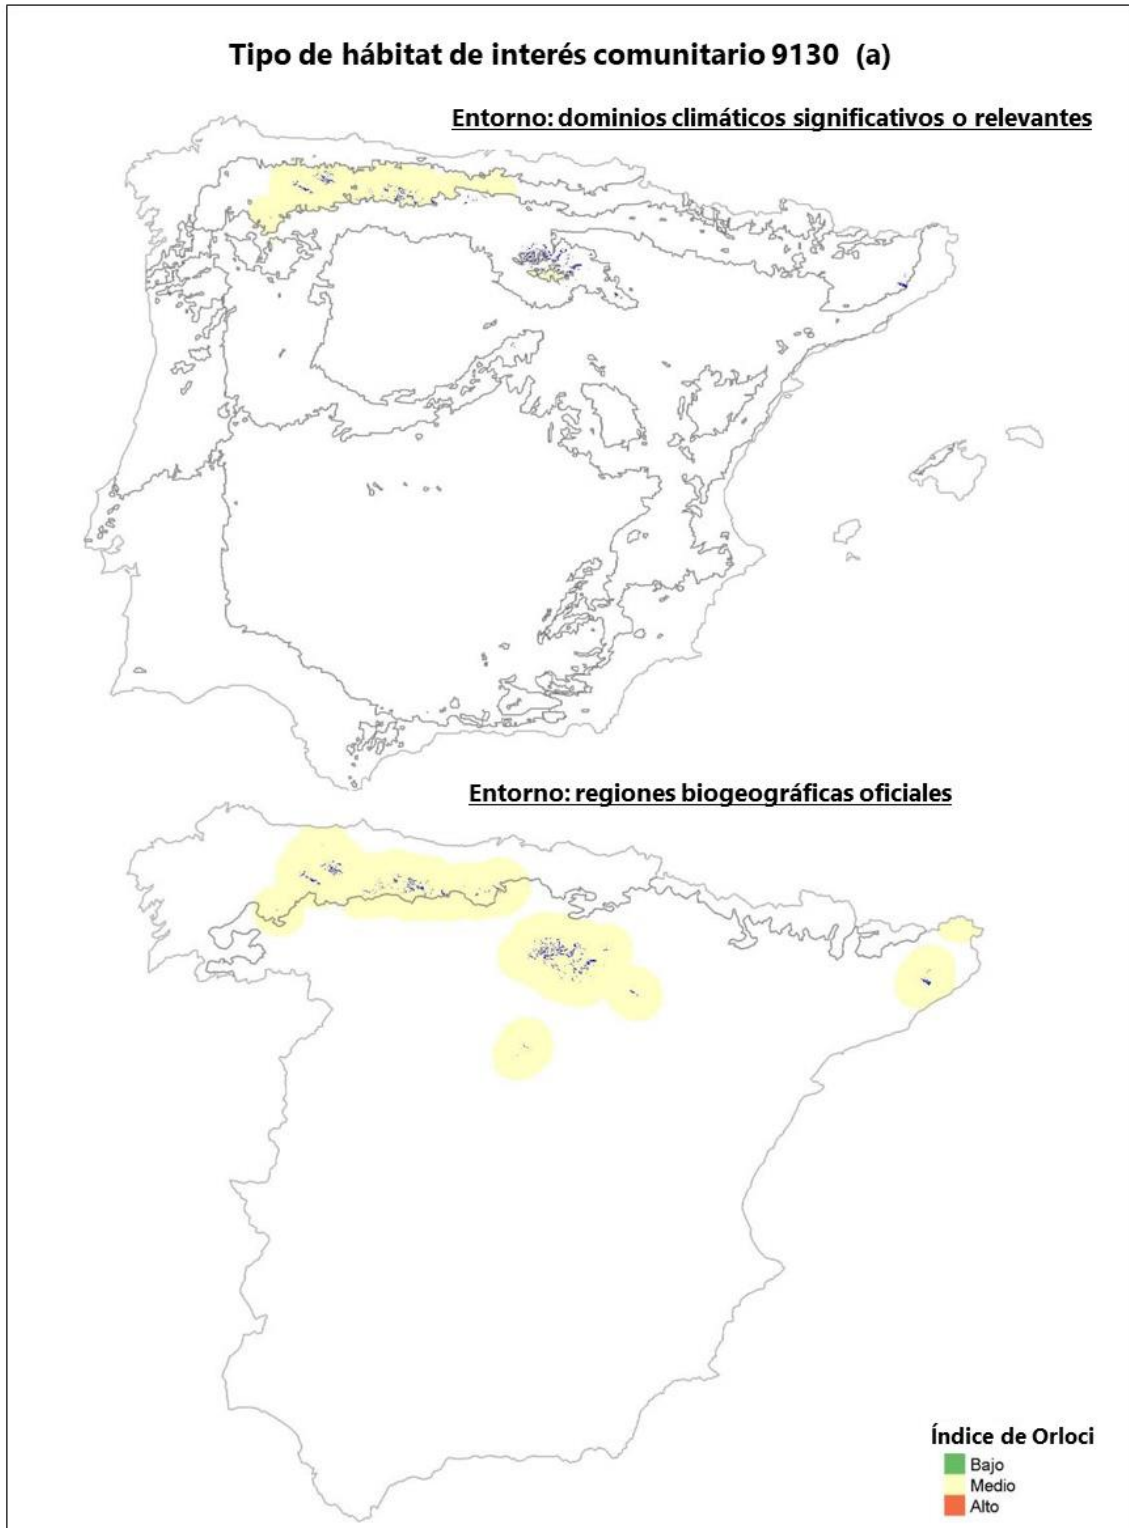 Tipo de hábitat de interés comunitario 9130 (a)
Entorno: dominios climáticos significativos o relevantes
Entorno: regiones biogeográficas oficiales
Índice de Orloci
Bajo
Medio
Alto